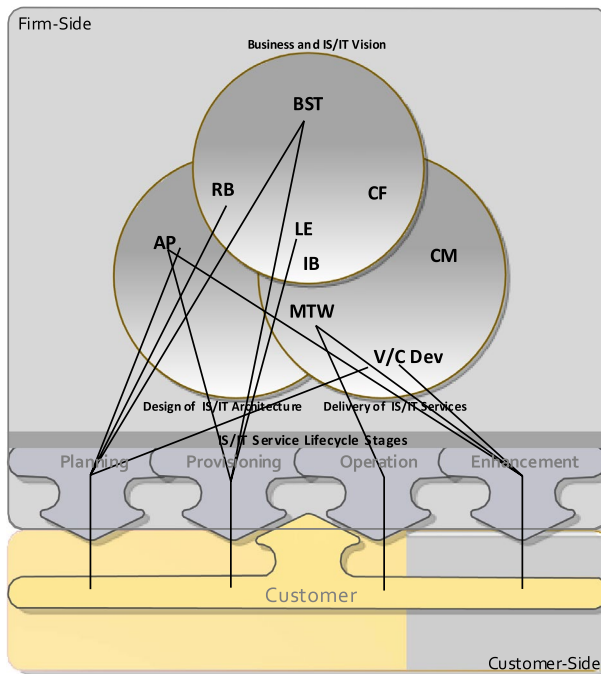 Firm-Side
Business and IS/IT Vision
BST
RB
CF
LE
AP
IB
CM
MTW
V/C Dev
Design of IS/IT Architecture
Delivery of IS/IT Services
IS/IT Service Lifecycle Stages
Planning
Provisioning
Operation
Enhancement
Customer
Customer-Side